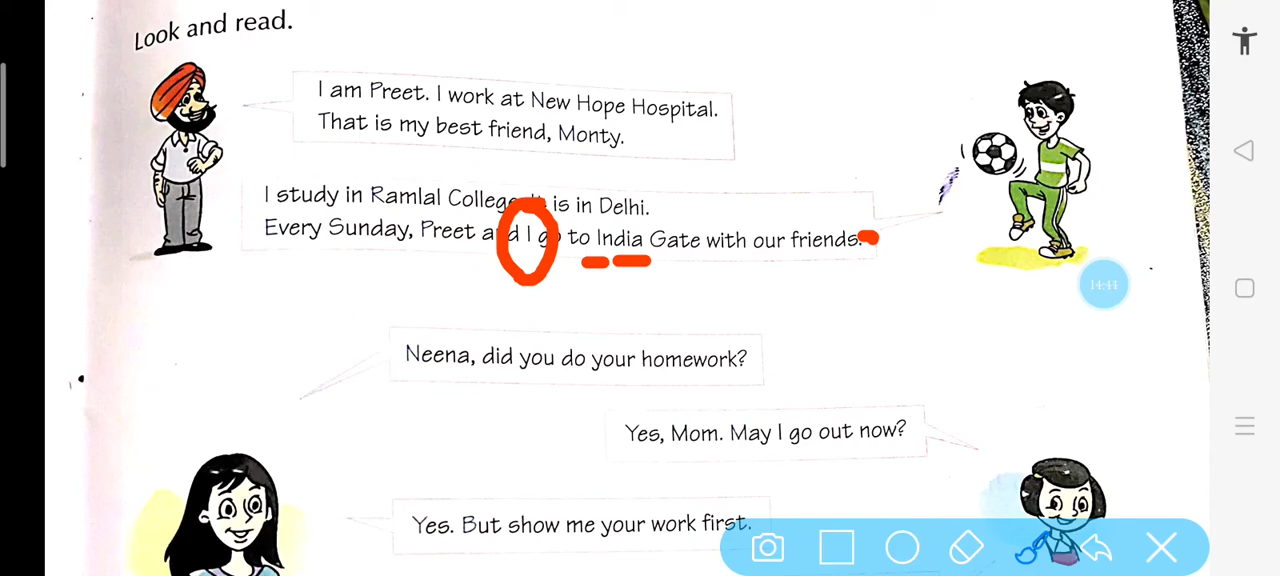 Look and read.
I am Preet. I work at New Hope Hospital.
That is my best friend, Monty.
I study in Ramlal College. It is in Delhi.
Every Sunday, Preet and I go to India Gate with our friends.
14:44
Neena, did you do your homework?
Yes, Mom. May I go out now?
Yes. But show me your work first.